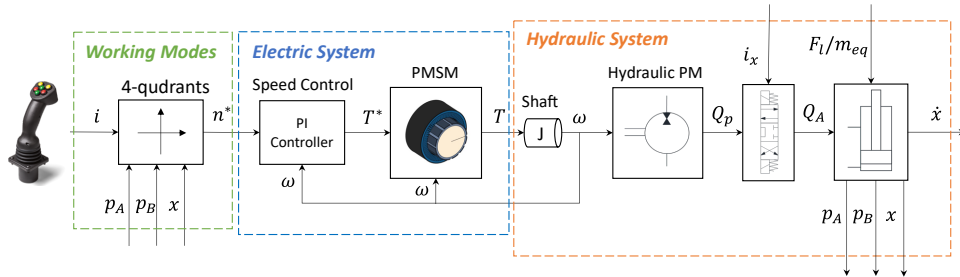 Working Modes
Electric System
Hydraulic System
4-qudrants
Speed Control
PMSM
Shaft
Hydraulic PM
i
n*
PI
Controller
T*
T
J
ω
Q_p
i_x
Q_A
F_l/m_eq
ẋ
ω
ω
p_A
p_B
x
p_A
p_B
x